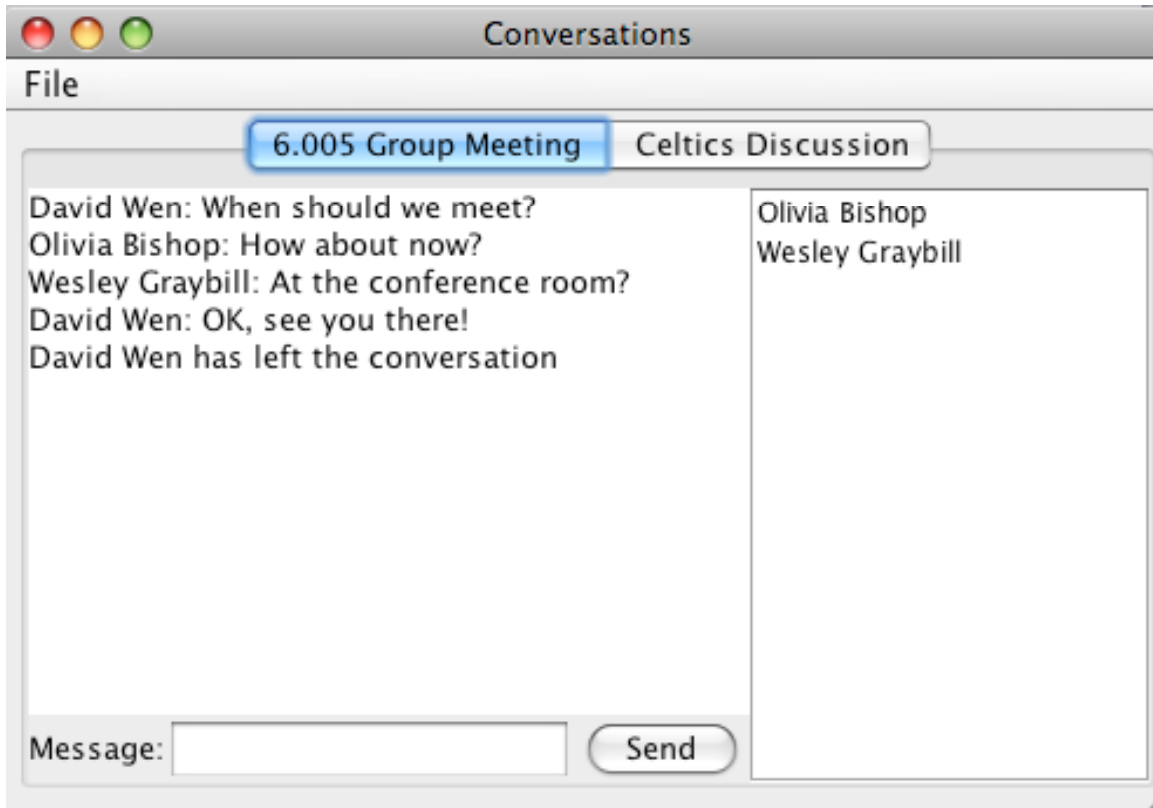 Conversations
File
6.005 Group Meeting Celtics Discussion
David Wen: When should we meet?
Olivia Bishop: How about now?
Wesley Graybill: At the conference room?
David Wen: OK, see you there!
David Wen has left the conversation
Olivia Bishop
Wesley Graybill
Message: Send